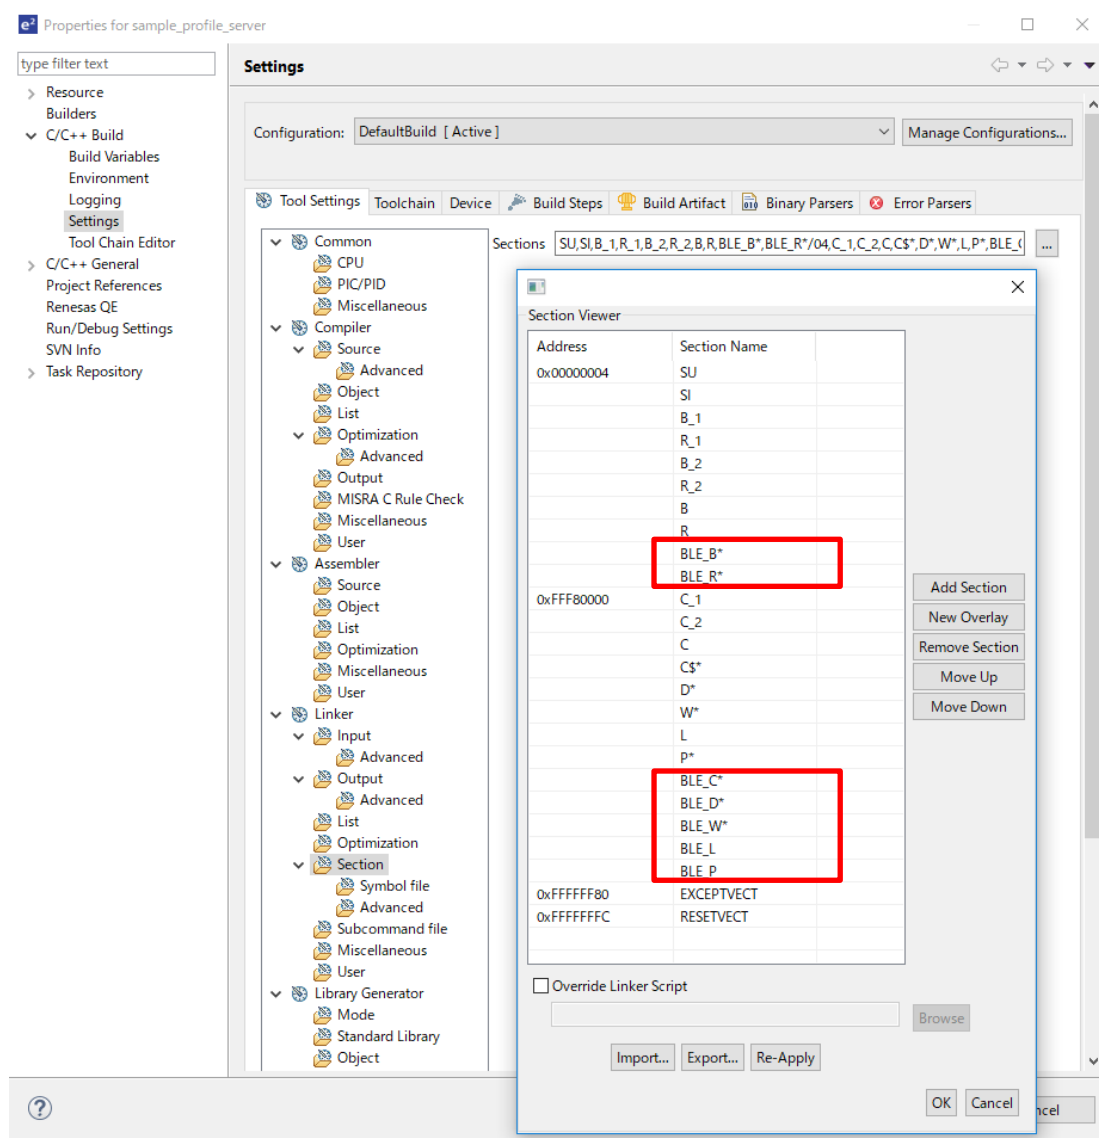 e² Properties for sample_profile_server
type filter text
Settings
Resource
Builders
C/C++ Build
Build Variables
Environment
Logging
Settings
Tool Chain Editor
C/C++ General
Project References
Renesas QE
Run/Debug Settings
SVN Info
Task Repository
Configuration: DefaultBuild [ Active ] Manage Configurations...
Tool Settings Toolchain Device Build Steps Build Artifact Binary Parsers Error Parsers
Common
CPU
PIC/PID
Miscellaneous
Compiler
Source
Advanced
Object
List
Optimization
Advanced
Output
MISRA C Rule Check
Miscellaneous
User
Assembler
Source
Object
List
Optimization
Miscellaneous
User
Linker
Input
Advanced
Output
Advanced
List
Optimization
Section
Symbol file
Advanced
Subcommand file
Miscellaneous
User
Library Generator
Mode
Standard Library
Object
Sections SU,SI,B_1,R_1,B_2,R_2,B,R,BLE_B*,BLE_R*/04,C_1,C_2,C,C$*,D*,W*,L,P*,BLE_( ...
Section Viewer
Address Section Name
0x00000004 SU
SI
B_1
R_1
B_2
R_2
B
R
BLE_B*
BLE_R*
0xFFF80000 C_1
C_2
C
C$*
D*
W*
L
P*
BLE_C*
BLE_D*
BLE_W*
BLE_L
BLE_P
0xFFFFFF80 EXCEPTVECT
0xFFFFFFFC RESETVECT
Add Section
New Overlay
Remove Section
Move Up
Move Down
Override Linker Script
Browse
Import... Export... Re-Apply
OK Cancel
? ncel